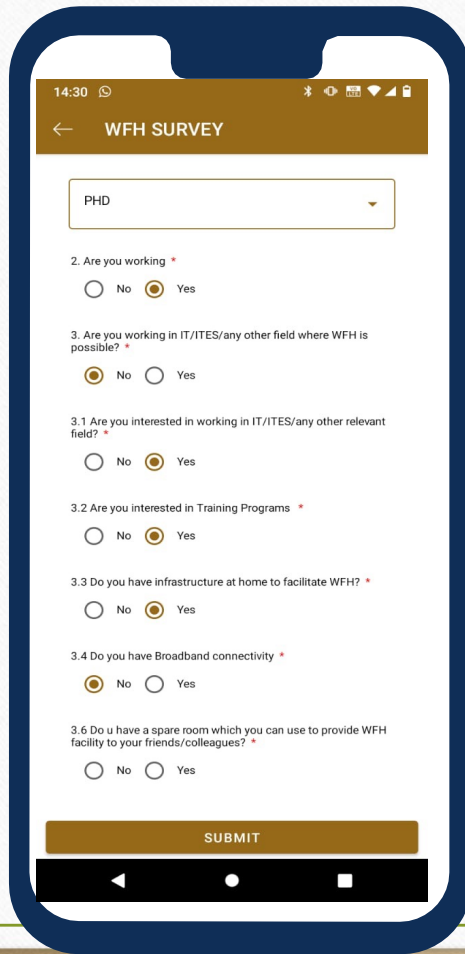 14:30
WFH SURVEY
PHD
2. Are you working *
No Yes
3. Are you working in IT/ITES/any other field where WFH is
possible? *
No Yes
3.1 Are you interested in working in IT/ITES/any other relevant
field? *
No Yes
3.2 Are you interested in Training Programs *
No Yes
3.3 Do you have infrastructure at home to facilitate WFH? *
No Yes
3.4 Do you have Broadband connectivity *
No Yes
3.6 Do u have a spare room which you can use to provide WFH
facility to your friends/colleagues? *
No Yes
SUBMIT